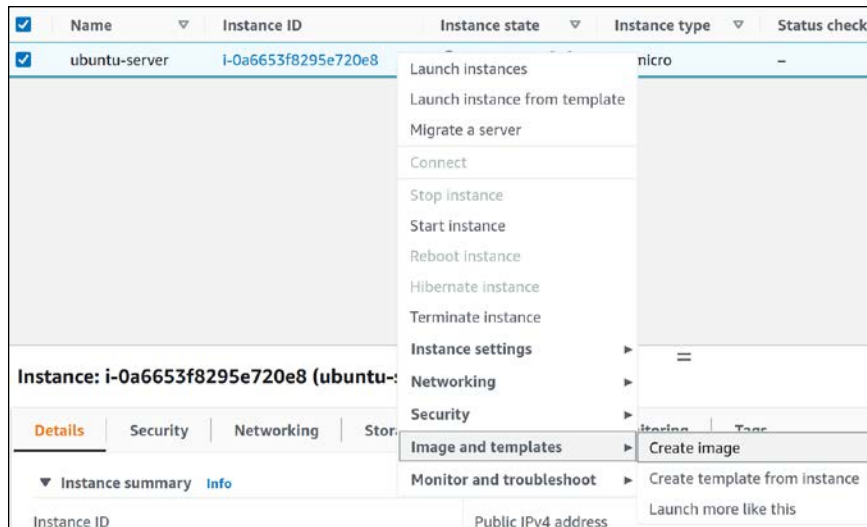 Name Instance ID Instance state Instance type Status check
ubuntu-server i-0a6653f8295e720e8 micro –
Launch instances
Launch instance from template
Migrate a server
Connect
Stop instance
Start instance
Reboot instance
Hibernate instance
Terminate instance
Instance settings
Instance: i-0a6653f8295e720e8 (ubuntu-s
Networking
Security
Details Security Networking Stor
Image and templates Create image
Monitor and troubleshoot Create template from instance
Instance summary Info
Launch more like this
Instance ID Public IPv4 address